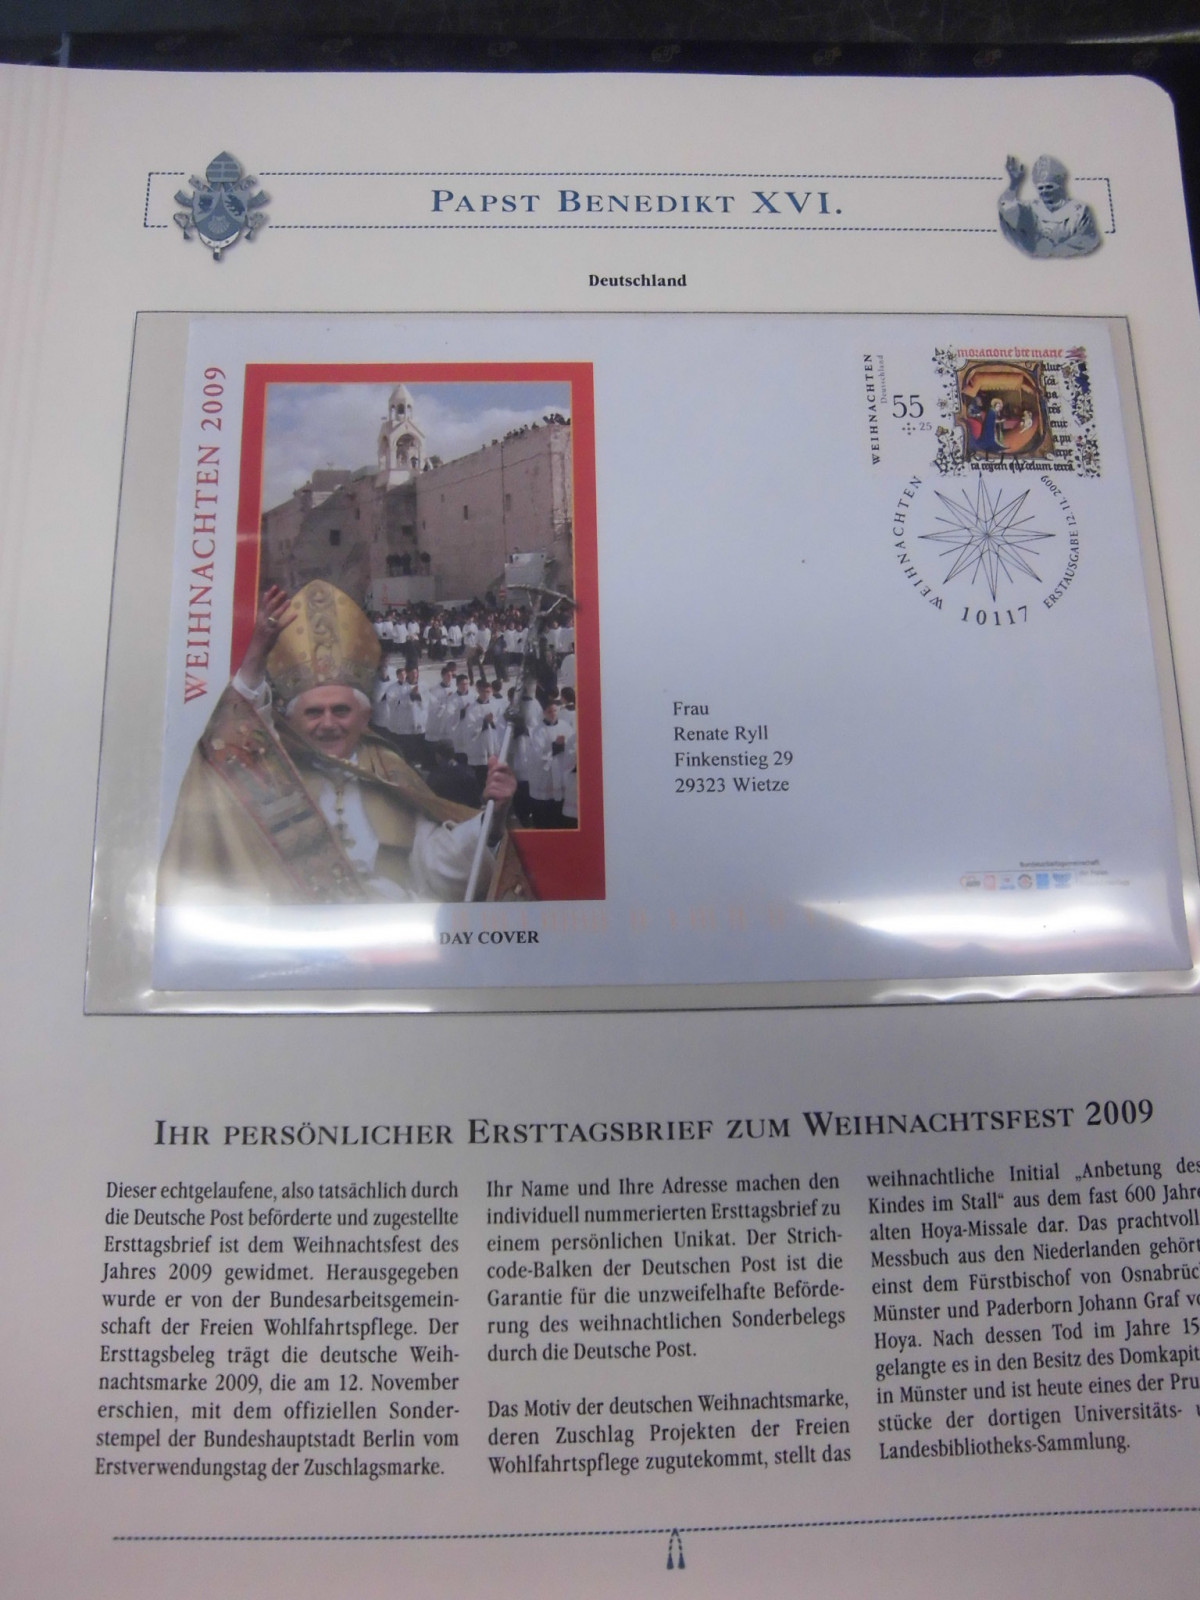 PAPST BENEDIKT XVI.
Deutschland
WEIHNACHTEN 2009
WEIHNACHTEN
Deutschland
55
25
WEIHNACHTEN
ERSTAUSGABE 12.11.2009
10117
Frau
Renate Ryll
Finkenstieg 29
29323 Wietze
DAY COVER
IHR PERSÖNLICHER ERSTTAGSBRIEF ZUM WEIHNACHTSFEST 2009
Dieser echtgelaufene, also tatsächlich durch
die Deutsche Post beförderte und zugestellte
Ersttagsbrief ist dem Weihnachtsfest des
Jahres 2009 gewidmet. Herausgegeben
wurde er von der Bundesarbeitsgemein-
schaft der Freien Wohlfahrtspflege. Der
Ersttagsbeleg trägt die deutsche Weih-
nachtsmarke 2009, die am 12. November
erschien, mit dem offiziellen Sonder-
stempel der Bundeshauptstadt Berlin vom
Erstverwendungstag der Zuschlagsmarke.
Ihr Name und Ihre Adresse machen den
individuell nummerierten Ersttagsbrief zu
einem persönlichen Unikat. Der Strich-
code-Balken der Deutschen Post ist die
Garantie für die unzweifelhafte Beförde-
rung des weihnachtlichen Sonderbelegs
durch die Deutsche Post.
Das Motiv der deutschen Weihnachtsmarke,
deren Zuschlag Projekten der Freien
Wohlfahrtspflege zugutekommt, stellt das
weihnachtliche Initial „Anbetung des
Kindes im Stall“ aus dem fast 600 Jahre
alten Hoya-Missale dar. Das prachtvoll
Messbuch aus den Niederlanden gehört
einst dem Fürstbischof von Osnabrück
Münster und Paderborn Johann Graf vo
Hoya. Nach dessen Tod im Jahre 15
gelangte es in den Besitz des Domkapit
in Münster und ist heute eines der Pru
stücke der dortigen Universitäts- u
Landesbibliotheks-Sammlung.